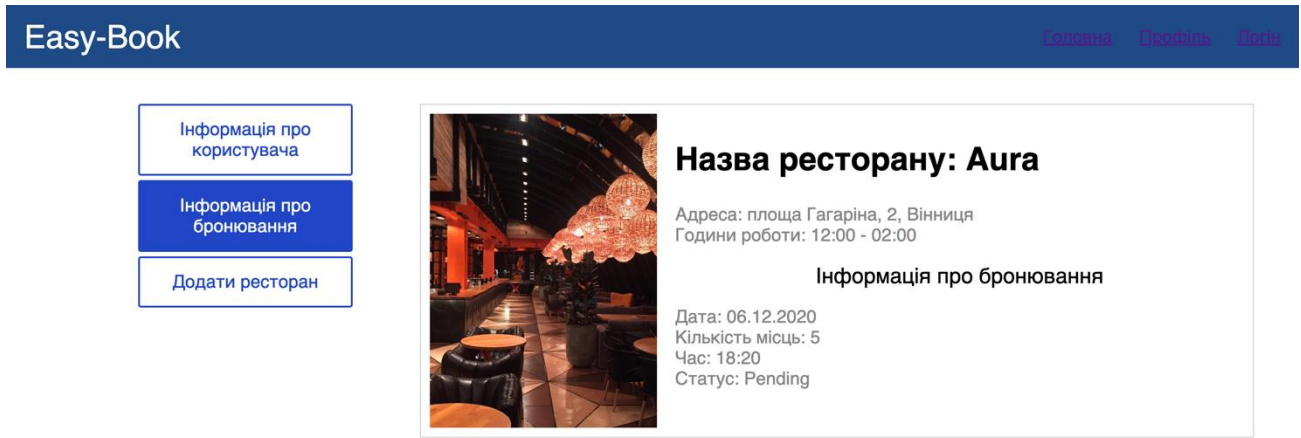 Easy-Book
Головна Профіль Логін
Інформація про
користувача
Інформація про
бронювання
Додати ресторан
Назва ресторану: Aura
Адреса: площа Гагаріна, 2, Вінниця
Години роботи: 12:00 - 02:00
Інформація про бронювання
Дата: 06.12.2020
Кількість місць: 5
Час: 18:20
Статус: Pending